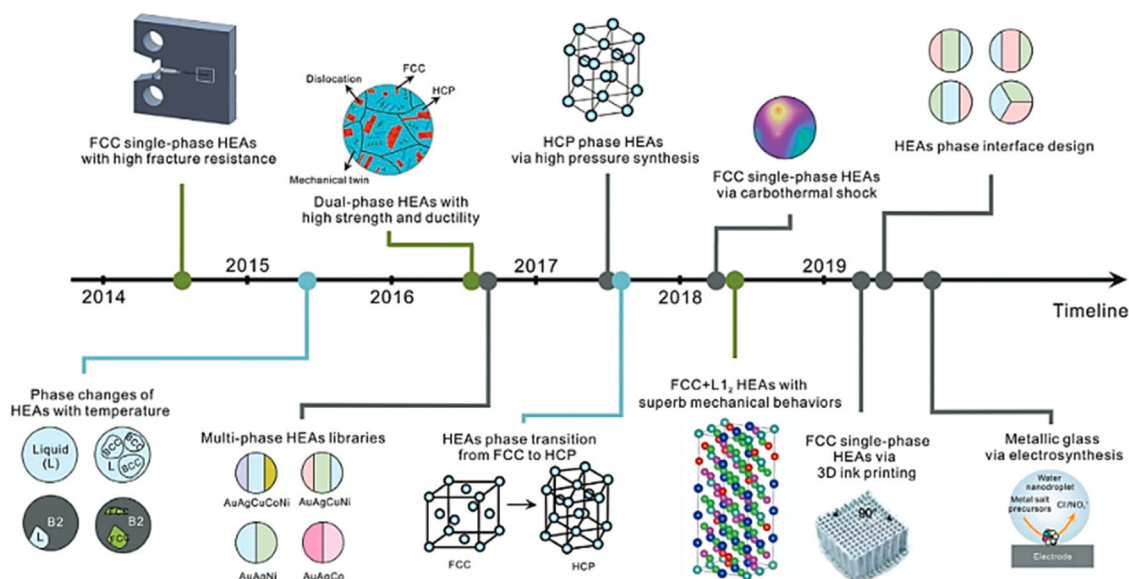 FCC single-phase HEAs
with high fracture resistance
Dislocation
FCC
HCP
Mechanical twin
Dual-phase HEAs with
high strength and ductility
HCP phase HEAs
via high pressure synthesis
FCC single-phase HEAs
via carbothermal shock
HEAs phase interface design
2014
2015
2016
2017
2018
2019
Timeline
Phase changes of
HEAs with temperature
Liquid
(L)
BCC
BCC
L
BCC
B2
L
FCC
B2
FCC
Multi-phase HEAs libraries
AuAgCuCoNi
AuAgCuNi
AuAgNi
AuAgCo
HEAs phase transition
from FCC to HCP
FCC
HCP
FCC+L1₂ HEAs with
superb mechanical behaviors
FCC single-phase
HEAs via
3D ink printing
90°
Metallic glass
via electrosynthesis
Water
nanodroplet
Metal salt
precursors
Electrode